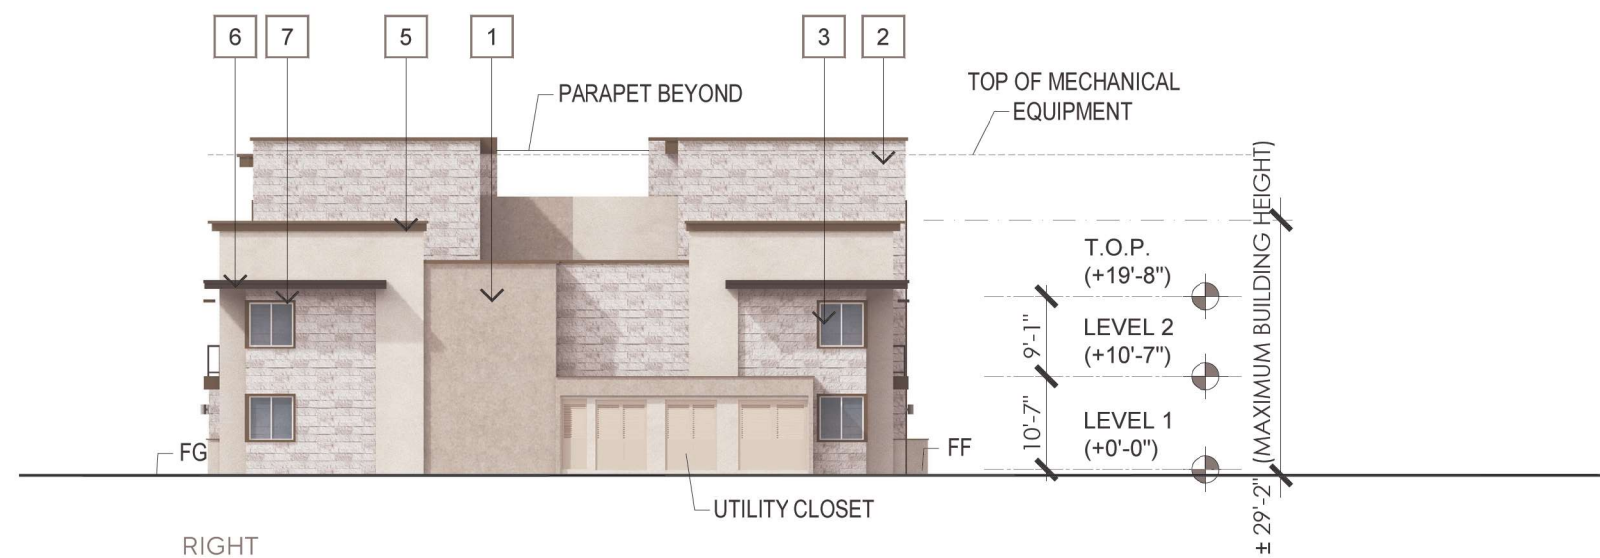 6 7 5 1 3 2
PARAPET BEYOND
TOP OF MECHANICAL
EQUIPMENT
T.O.P.
(+19'-8")
LEVEL 2
(+10'-7")
LEVEL 1
(+0'-0")
9'-1"
10'-7"
± 29'-2" (MAXIMUM BUILDING HEIGHT)
FG
FF
UTILITY CLOSET
RIGHT